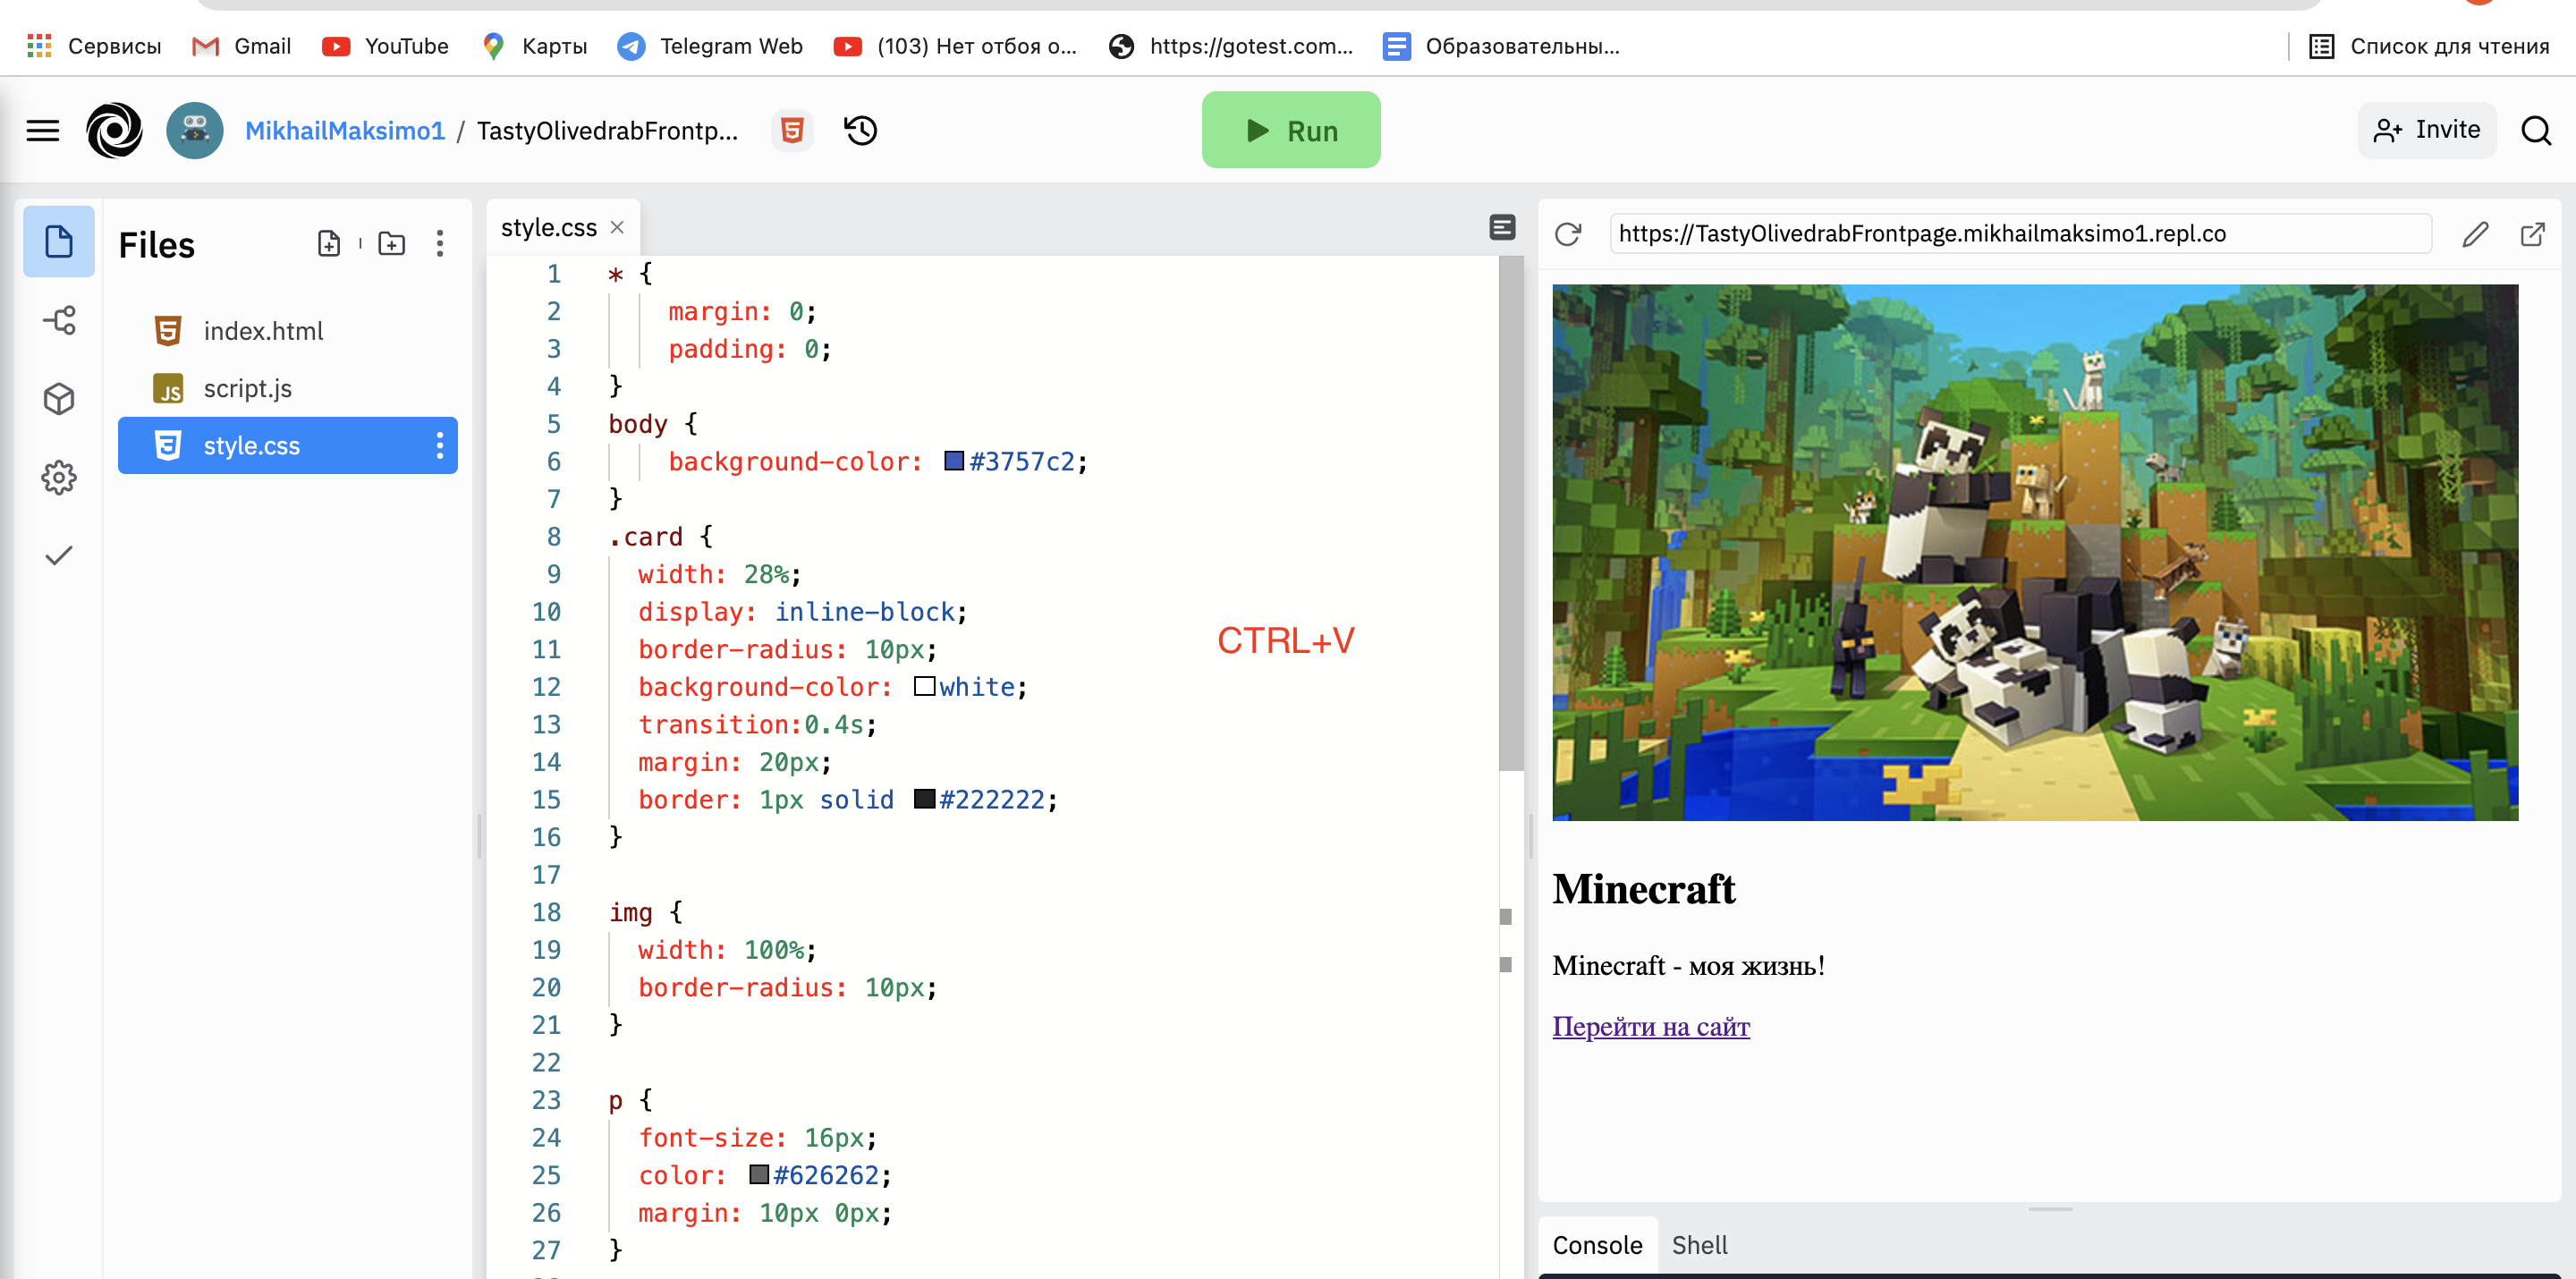 Сервисы Gmail YouTube Карты Telegram Web (103) Нет отбоя о... https://gotest.com... Образовательны... Список для чтения
MikhailMaksimo1 / TastyOlivedrabFrontp... Run Invite
Files
index.html
JS script.js
style.css
style.css
1 * {
2 margin: 0;
3 padding: 0;
4 }
5 body {
6 background-color: #3757c2;
7 }
8 .card {
9 width: 28%;
10 display: inline-block;
11 border-radius: 10px;
12 background-color: white;
13 transition:0.4s;
14 margin: 20px;
15 border: 1px solid #222222;
16 }
17
18 img {
19 width: 100%;
20 border-radius: 10px;
21 }
22
23 p {
24 font-size: 16px;
25 color: #626262;
26 margin: 10px 0px;
27 }
CTRL+V
https://TastyOlivedrabFrontpage.mikhailmaksimo1.repl.co
Minecraft
Minecraft - моя жизнь!
Перейти на сайт
Console Shell